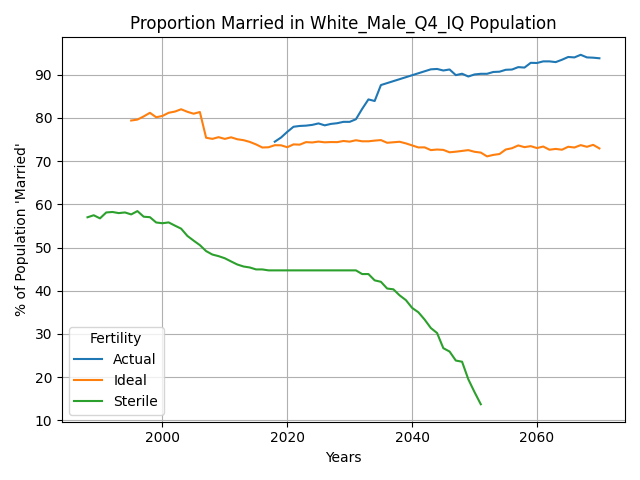 Proportion Married in White_Male_Q4_IQ Population
% of Population 'Married'
90
80
70
60
50
40
30
20
10
Fertility
Actual
Ideal
Sterile
2000 2020 2040 2060
Years